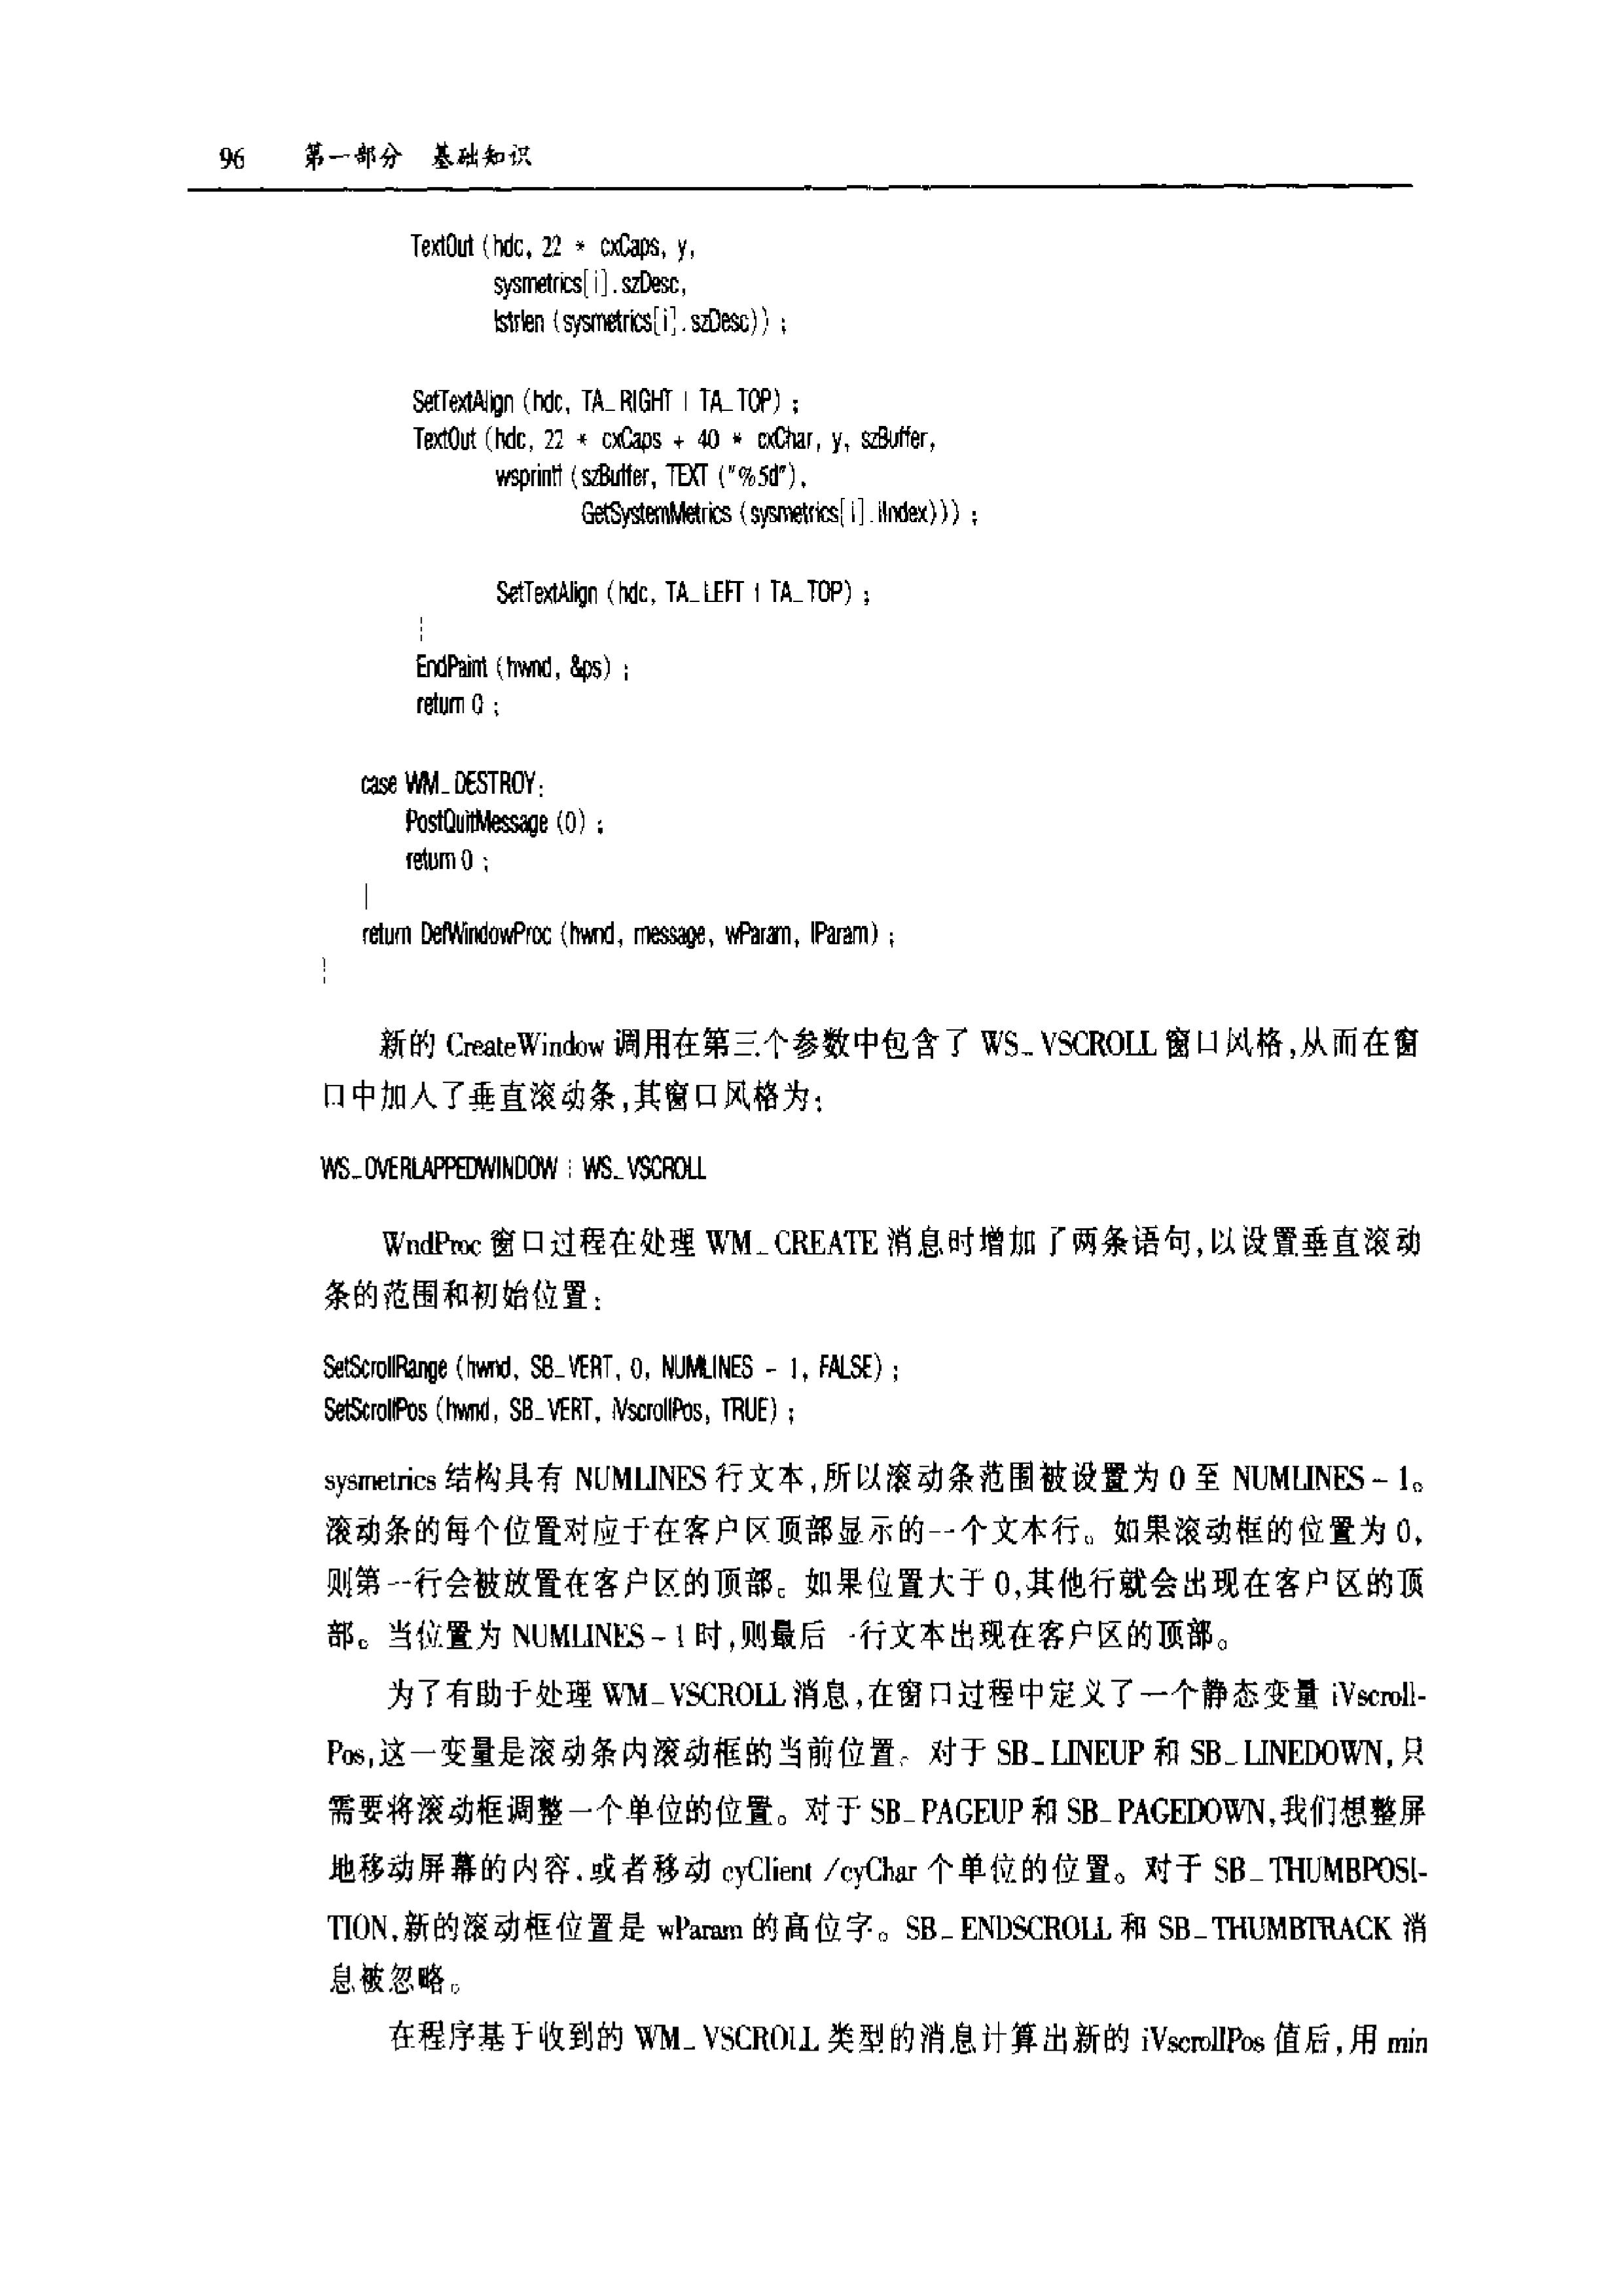 96 第一部分 基础知识
TextOut (hdc, 22 * cxCaps, y,
sysmetrics[i].szDesc,
lstrlen (sysmetrics[i].szDesc)) ;
SetTextAlign (hdc, TA_RIGHT | TA_TOP) ;
TextOut (hdc, 22 * cxCaps + 40 * cxChar, y, szBuffer,
wsprintf (szBuffer, TEXT ("%5d"),
GetSystemMetrics (sysmetrics[i].iIndex))) ;
SetTextAlign (hdc, TA_LEFT | TA_TOP) ;
}
EndPaint (hwnd, &ps) ;
return 0 ;
case WM_DESTROY:
PostQuitMessage (0) ;
return 0 ;
}
return DefWindowProc (hwnd, message, wParam, lParam) ;
}
新的 CreateWindow 调用在第三个参数中包含了 WS_VSCROLL 窗口风格,从而在窗
口中加入了垂直滚动条,其窗口风格为:
WS_OVERLAPPEDWINDOW | WS_VSCROLL
WndProc 窗口过程在处理 WM_CREATE 消息时增加了两条语句,以设置垂直滚动
条的范围和初始位置:
SetScrollRange (hwnd, SB_VERT, 0, NUMLINES - 1, FALSE) ;
SetScrollPos (hwnd, SB_VERT, iVscrollPos, TRUE) ;
sysmetrics 结构具有 NUMLINES 行文本,所以滚动条范围被设置为 0 至 NUMLINES - 1。
滚动条的每个位置对应于在客户区顶部显示的一个文本行。如果滚动框的位置为 0,
则第一行会被放置在客户区的顶部。如果位置大于 0,其他行就会出现在客户区的顶
部。当位置为 NUMLINES - 1 时,则最后一行文本出现在客户区的顶部。
为了有助于处理 WM_VSCROLL 消息,在窗口过程中定义了一个静态变量 iVscroll-
Pos,这一变量是滚动条内滚动框的当前位置。对于 SB_LINEUP 和 SB_LINEDOWN,只
需要将滚动框调整一个单位的位置。对于 SB_PAGEUP 和 SB_PAGEDOWN,我们想整屏
地移动屏幕的内容,或者移动 cyClient /cyChar 个单位的位置。对于 SB_THUMBPOSI-
TION,新的滚动框位置是 wParam 的高位字。SB_ENDSCROLL 和 SB_THUMBTRACK 消
息被忽略。
在程序基于收到的 WM_VSCROLL 类型的消息计算出新的 iVscrollPos 值后,用 min